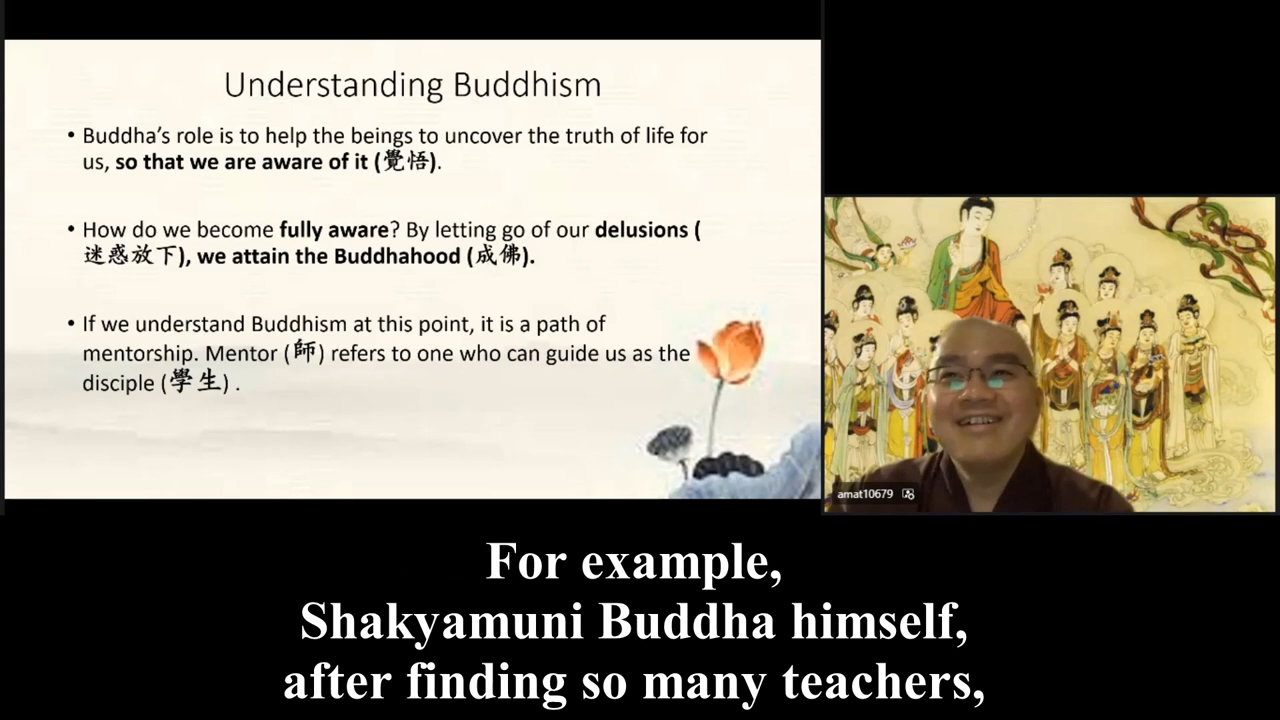 Understanding Buddhism
• Buddha's role is to help the beings to uncover the truth of life for
us, so that we are aware of it (覺悟).
• How do we become fully aware? By letting go of our delusions (
迷惑放下), we attain the Buddhahood (成佛).
• If we understand Buddhism at this point, it is a path of
mentorship. Mentor (師) refers to one who can guide us as the
disciple (學生) .
amat10679
For example,
Shakyamuni Buddha himself,
after finding so many teachers,